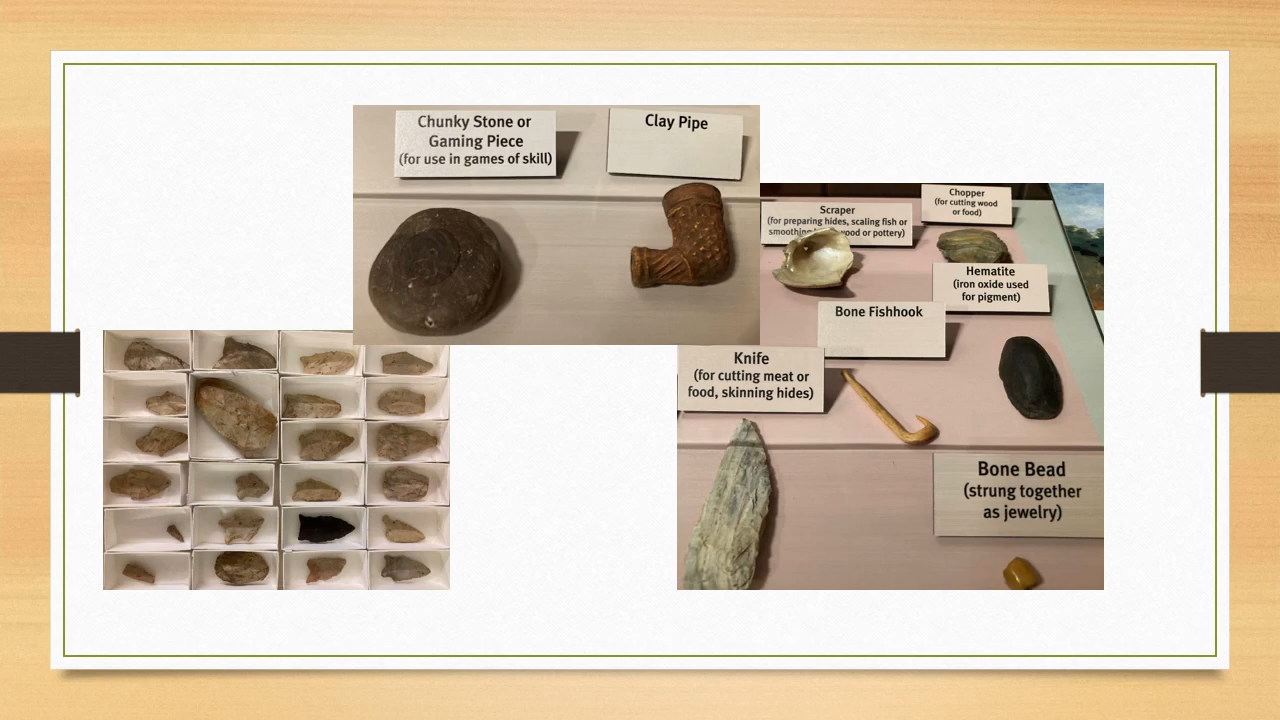 Chunky Stone or
Gaming Piece
(for use in games of skill)
Clay Pipe
Scraper
(for preparing hides, scaling fish or
smoothing wood or pottery)
Chopper
(for cutting wood
or food)
Hematite
(iron oxide used
for pigment)
Bone Fishhook
Knife
(for cutting meat or
food, skinning hides)
Bone Bead
(strung together
as jewelry)